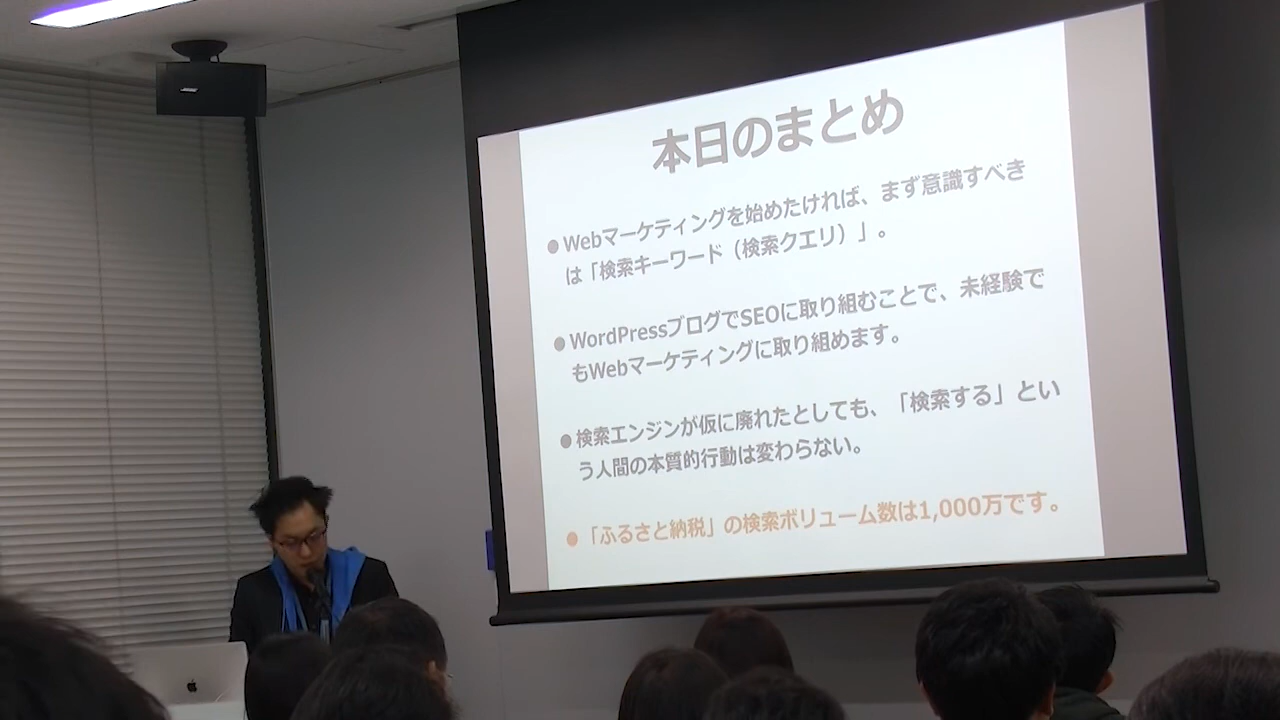 本日のまとめ
●Webマーケティングを始めたければ、まず意識すべき
は「検索キーワード（検索クエリ）」。
●WordPressブログでSEOに取り組むことで、未経験で
もWebマーケティングに取り組めます。
●検索エンジンが仮に廃れたとしても、「検索する」とい
う人間の本質的行動は変わらない。
●「ふるさと納税」の検索ボリューム数は1,000万です。
BOSE